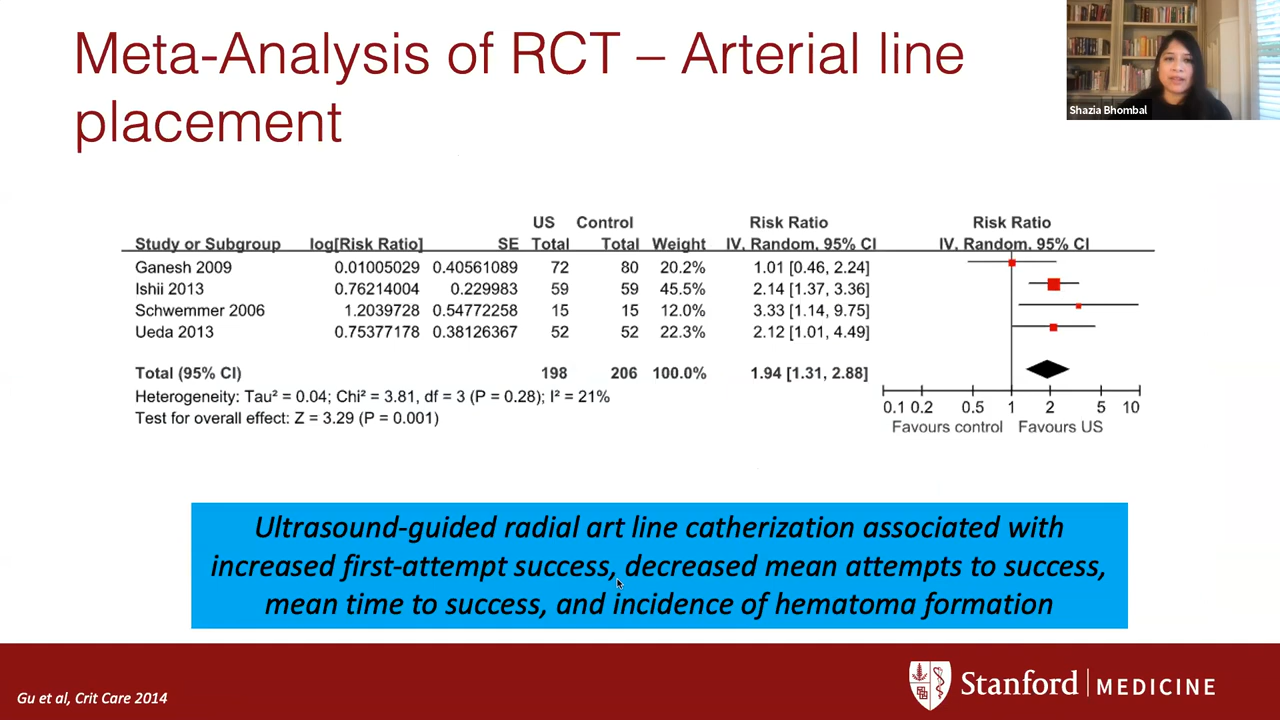 Meta-Analysis of RCT – Arterial line
placement
Shazia Bhombal
US Control Risk Ratio Risk Ratio
Study or Subgroup log[Risk Ratio] SE Total Total Weight IV, Random, 95% CI IV, Random, 95% CI
Ganesh 2009 0.01005029 0.40561089 72 80 20.2% 1.01 [0.46, 2.24]
Ishii 2013 0.76214004 0.229983 59 59 45.5% 2.14 [1.37, 3.36]
Schwemmer 2006 1.2039728 0.54772258 15 15 12.0% 3.33 [1.14, 9.75]
Ueda 2013 0.75377178 0.38126367 52 52 22.3% 2.12 [1.01, 4.49]
Total (95% CI) 198 206 100.0% 1.94 [1.31, 2.88]
Heterogeneity: Tau² = 0.04; Chi² = 3.81, df = 3 (P = 0.28); I² = 21%
Test for overall effect: Z = 3.29 (P = 0.001)
0.1 0.2 0.5 1 2 5 10
Favours control Favours US
Ultrasound-guided radial art line catherization associated with
increased first-attempt success, decreased mean attempts to success,
mean time to success, and incidence of hematoma formation
Gu et al, Crit Care 2014
Stanford MEDICINE